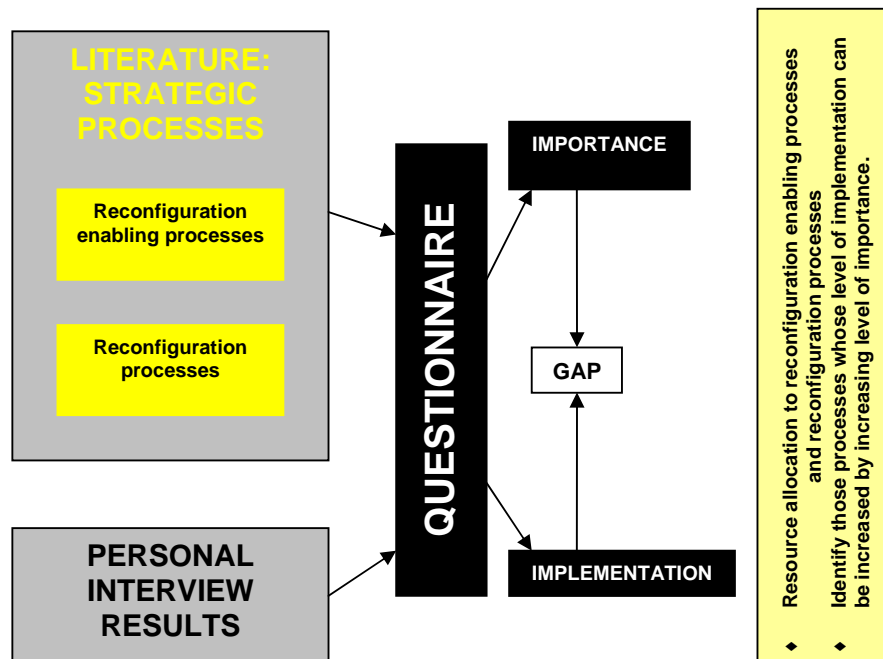 LITERATURE:
STRATEGIC
PROCESSES
Reconfiguration
enabling processes
Reconfiguration
processes
PERSONAL
INTERVIEW
RESULTS
QUESTIONNAIRE
IMPORTANCE
GAP
IMPLEMENTATION
♦ Resource allocation to reconfiguration enabling processes
and reconfiguration processes
♦ Identify those processes whose level of implementation can
be increased by increasing level of importance.